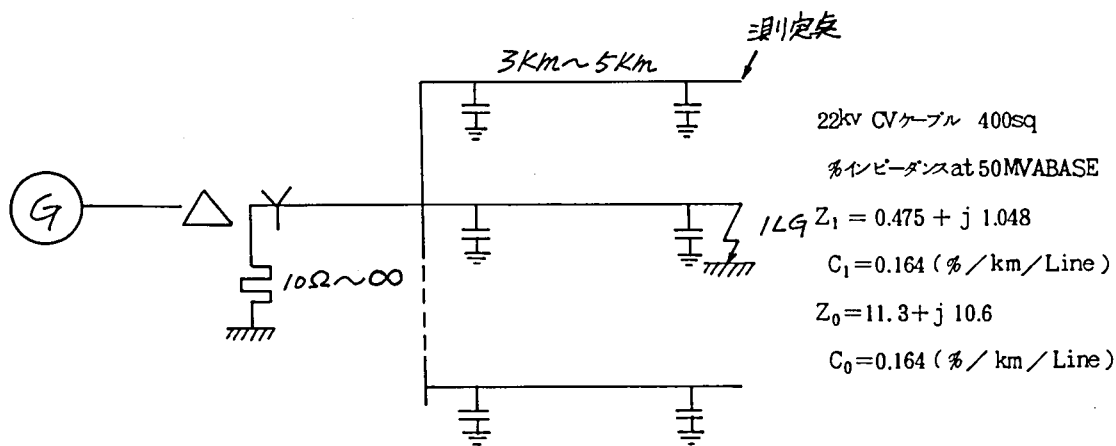 測定点
3Km～5Km
22kv CVケーブル 400sq
%インピーダンスat 50MVABASE
G
1LG
Z₁ = 0.475 + j 1.048
10Ω～∞
C₁=0.164 (%/km/Line)
Z₀=11.3+j 10.6
C₀=0.164 (%/km/Line)